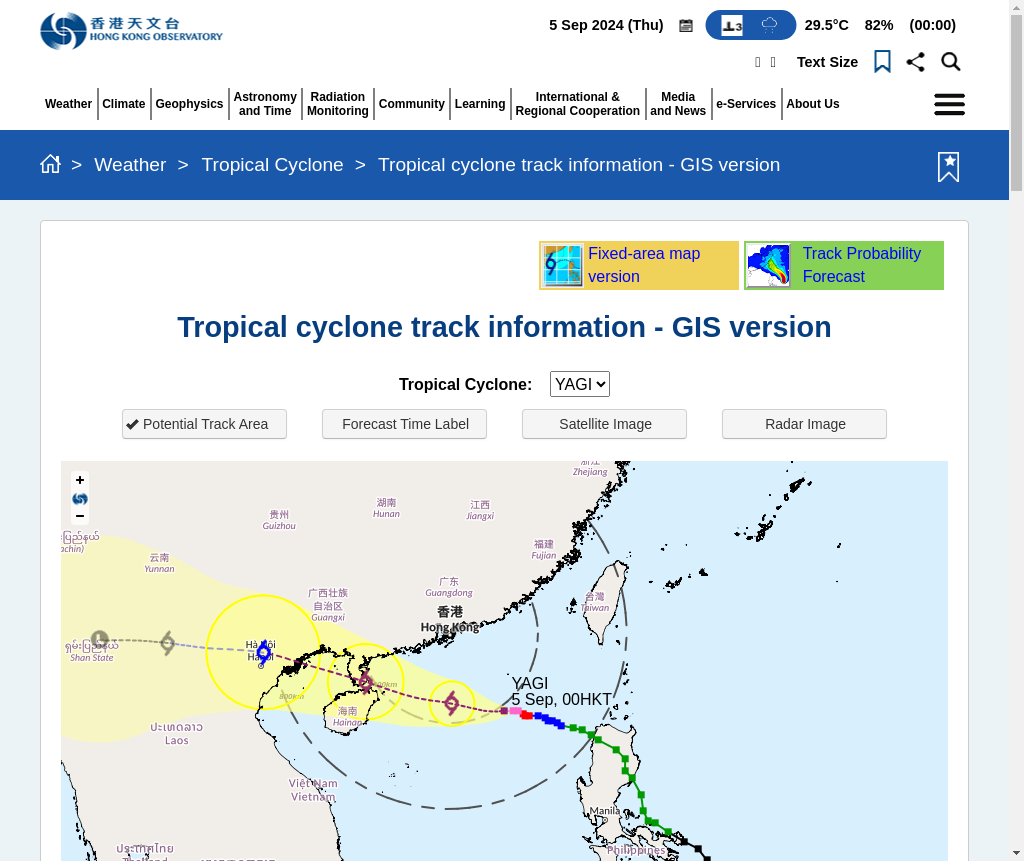 香港天文台
HONG KONG OBSERVATORY
5 Sep 2024 (Thu)
3
29.5°C
82%
(00:00)
Text Size
Weather
Climate
Geophysics
Astronomy
and Time
Radiation
Monitoring
Community
Learning
International &
Regional Cooperation
Media
and News
e-Services
About Us
> Weather > Tropical Cyclone > Tropical cyclone track information - GIS version
Fixed-area map
version
Track Probability
Forecast
Tropical cyclone track information - GIS version
Tropical Cyclone:
YAGI
Potential Track Area
Forecast Time Label
Satellite Image
Radar Image
+
−
浙江
Zhejiang
湖南
Hunan
江西
Jiangxi
贵州
Guizhou
福建
Fujian
云南
Yunnan
广东
Guangdong
广西壮族
自治区
Guangxi
台灣
Taiwan
香港
Hong Kong
L
ရှမ်းပြည်နယ်
Shan State
Hà Nội
Hanoi
800km
海南
Hainan
YAGI
5 Sep, 00HKT
ປະເທດລາວ
Laos
Việt Nam
Vietnam
Manila
Philippines
ประเทศไทย
Thailand